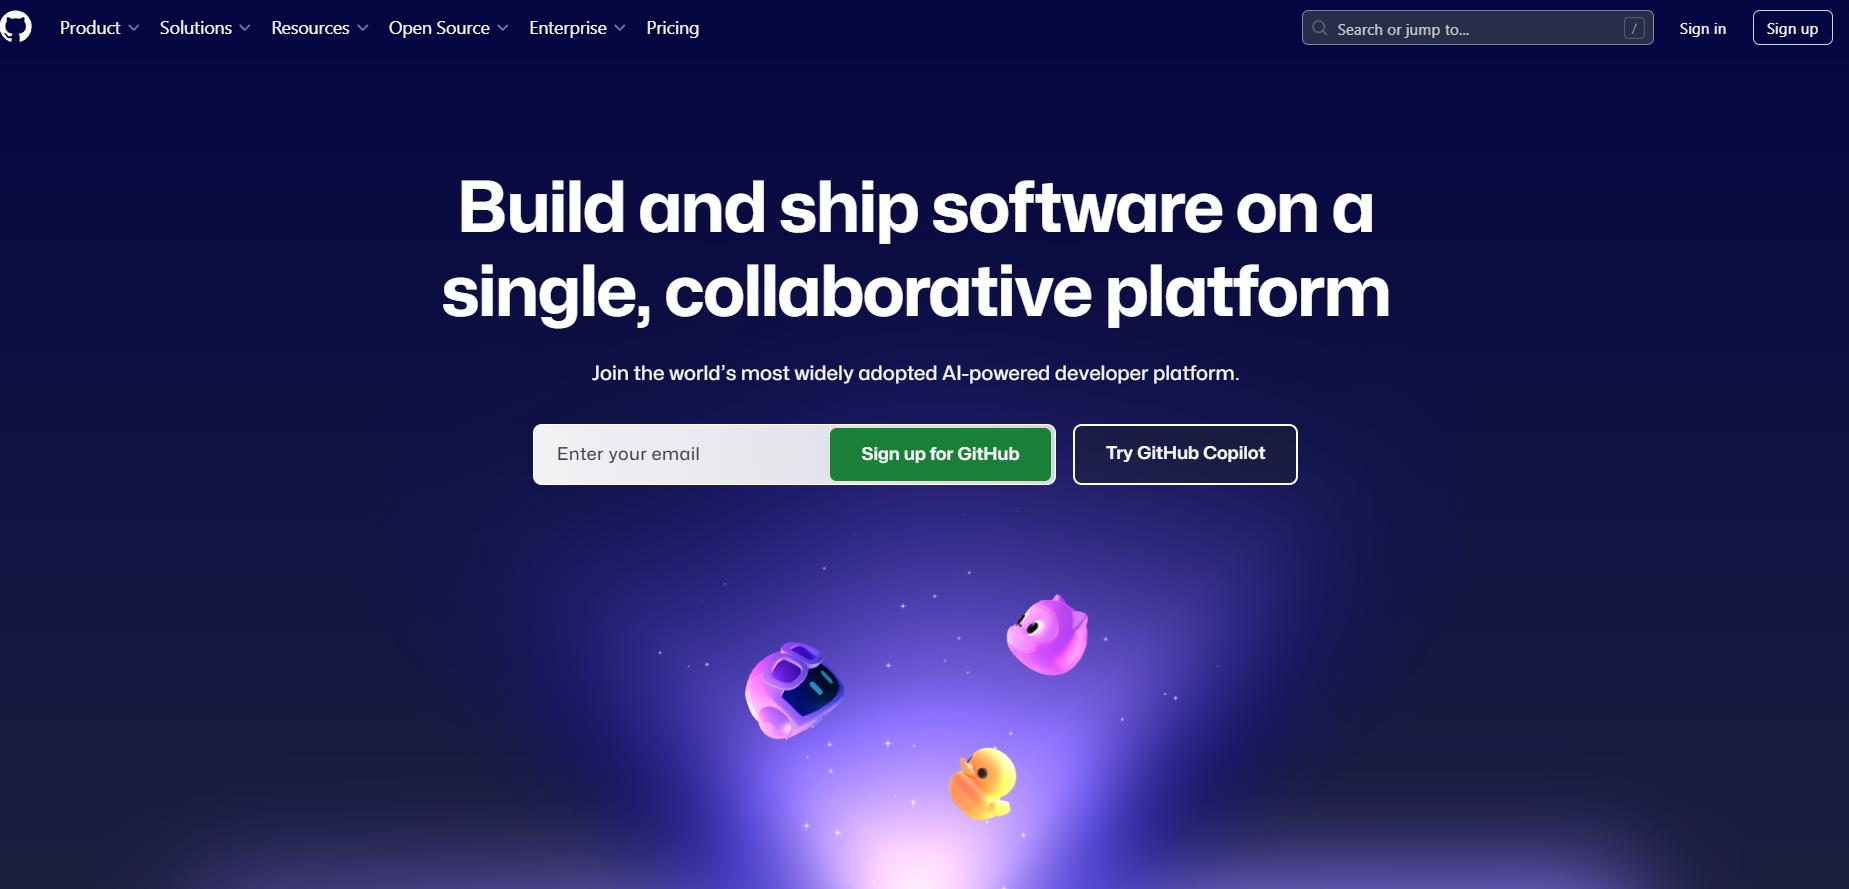 Product Solutions Resources Open Source Enterprise Pricing Search or jump to... / Sign in Sign up
Build and ship software on a
single, collaborative platform
Join the world’s most widely adopted AI-powered developer platform.
Enter your email Sign up for GitHub Try GitHub Copilot